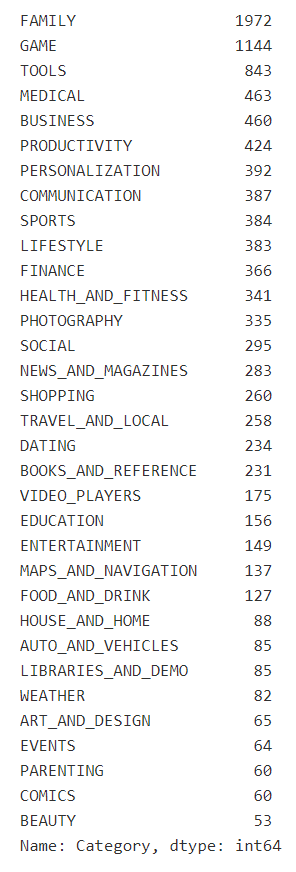 FAMILY 1972
GAME 1144
TOOLS 843
MEDICAL 463
BUSINESS 460
PRODUCTIVITY 424
PERSONALIZATION 392
COMMUNICATION 387
SPORTS 384
LIFESTYLE 383
FINANCE 366
HEALTH_AND_FITNESS 341
PHOTOGRAPHY 335
SOCIAL 295
NEWS_AND_MAGAZINES 283
SHOPPING 260
TRAVEL_AND_LOCAL 258
DATING 234
BOOKS_AND_REFERENCE 231
VIDEO_PLAYERS 175
EDUCATION 156
ENTERTAINMENT 149
MAPS_AND_NAVIGATION 137
FOOD_AND_DRINK 127
HOUSE_AND_HOME 88
AUTO_AND_VEHICLES 85
LIBRARIES_AND_DEMO 85
WEATHER 82
ART_AND_DESIGN 65
EVENTS 64
PARENTING 60
COMICS 60
BEAUTY 53
Name: Category, dtype: int64